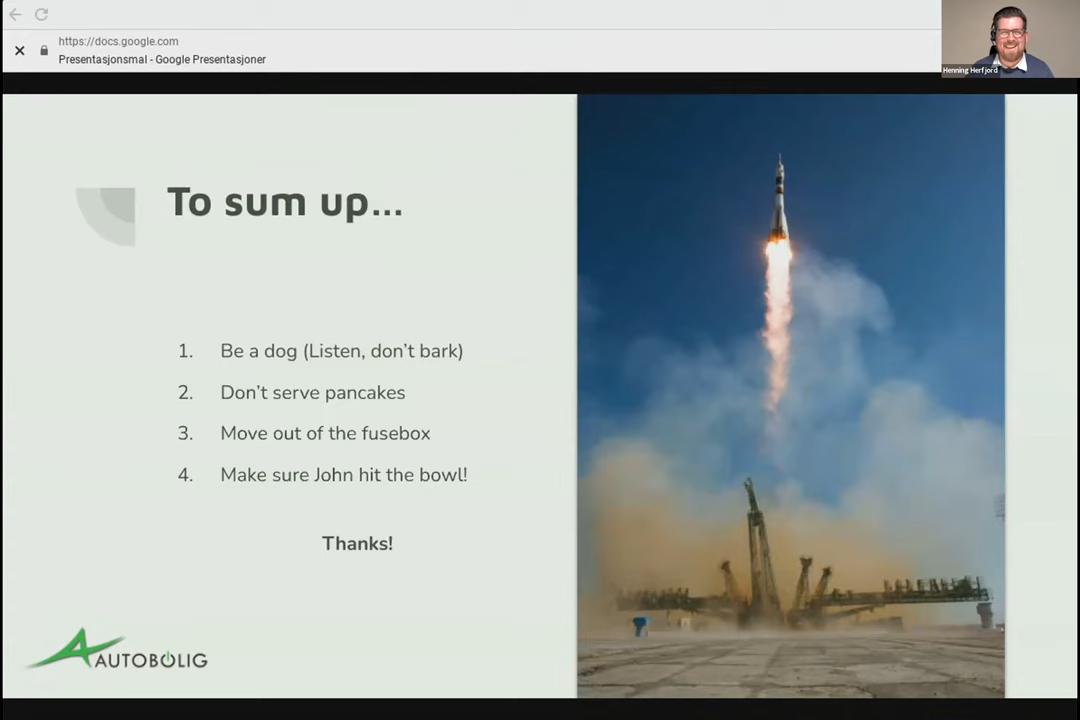 https://docs.google.com
Presentasjonsmal - Google Presentasjoner
Henning Herfjord
To sum up...
1. Be a dog (Listen, don't bark)
2. Don't serve pancakes
3. Move out of the fusebox
4. Make sure John hit the bowl!
Thanks!
AUTOBOLIG